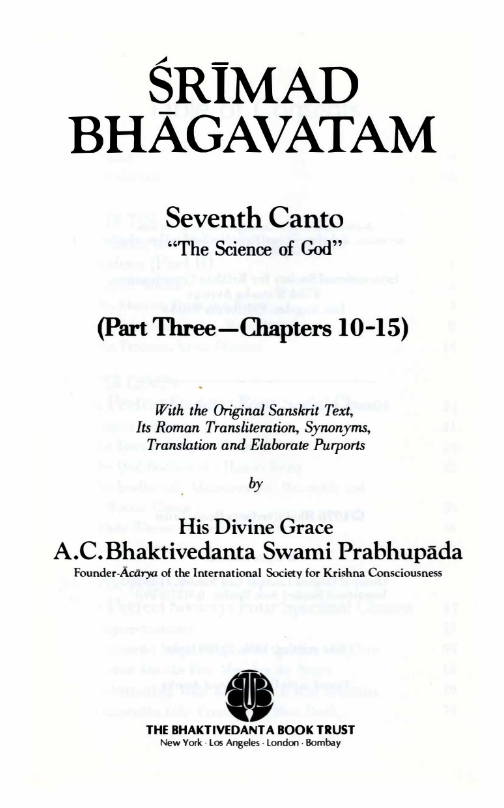 ŚRĪMAD
BHĀGAVATAM
Seventh Canto
“The Science of God”
(Part Three—Chapters 10-15)
With the Original Sanskrit Text,
Its Roman Transliteration, Synonyms,
Translation and Elaborate Purports
by
His Divine Grace
A.C.Bhaktivedanta Swami Prabhupāda
Founder-Ācārya of the International Society for Krishna Consciousness
THE BHAKTIVEDANTA BOOK TRUST
New York · Los Angeles · London · Bombay